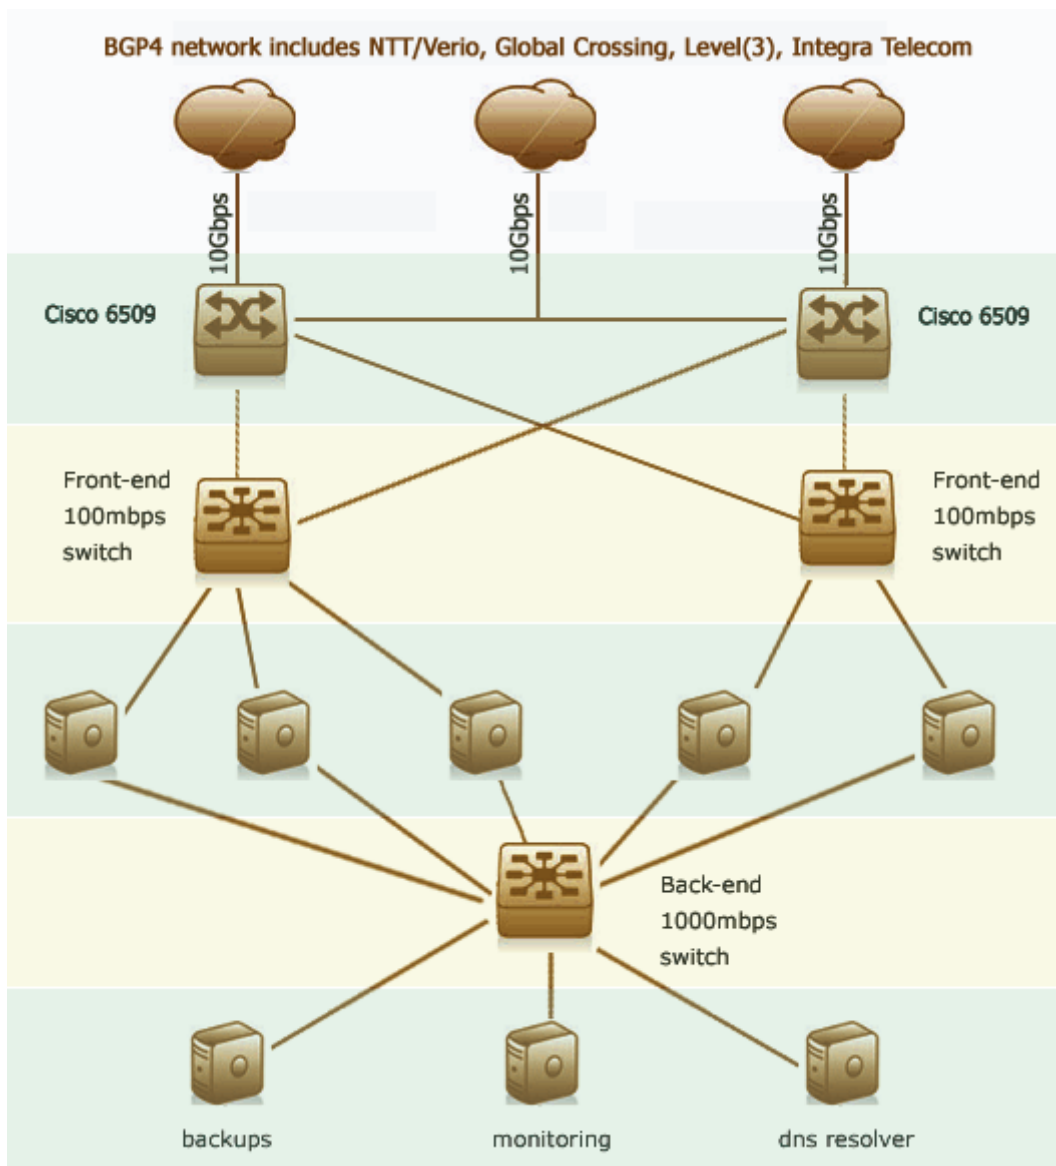 BGP4 network includes NTT/Verio, Global Crossing, Level(3), Integra Telecom
10Gbps
10Gbps
10Gbps
Cisco 6509
Cisco 6509
Front-end
100mbps
switch
Front-end
100mbps
switch
Back-end
1000mbps
switch
backups
monitoring
dns resolver